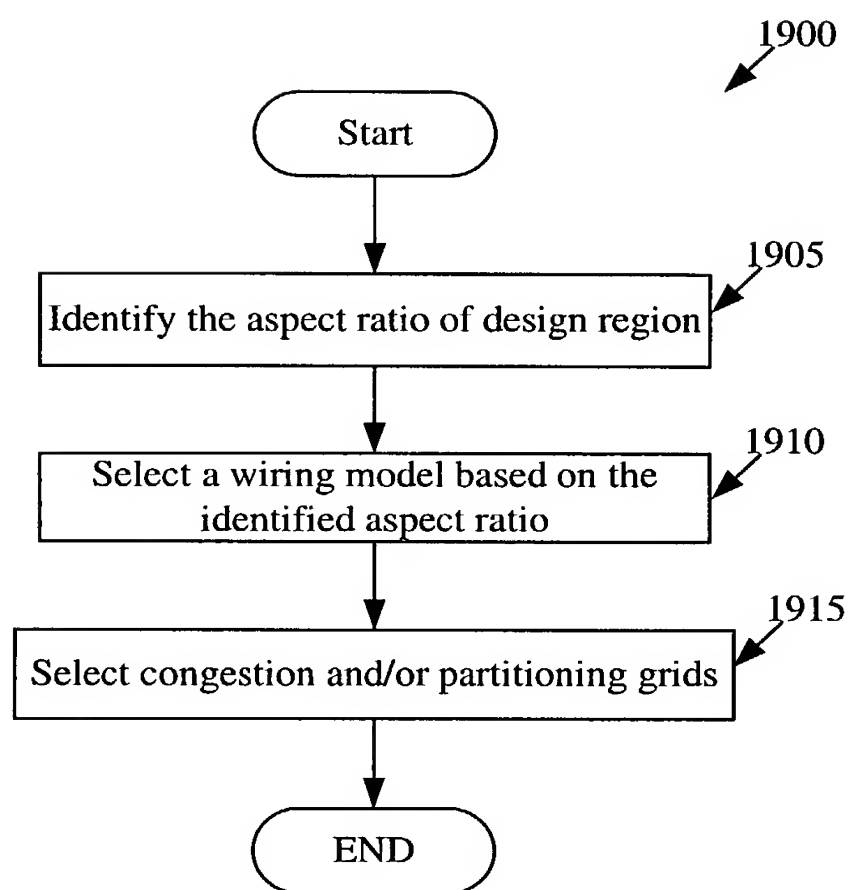 1900
Start
1905
Identify the aspect ratio of design region
1910
Select a wiring model based on the
identified aspect ratio
1915
Select congestion and/or partitioning grids
END